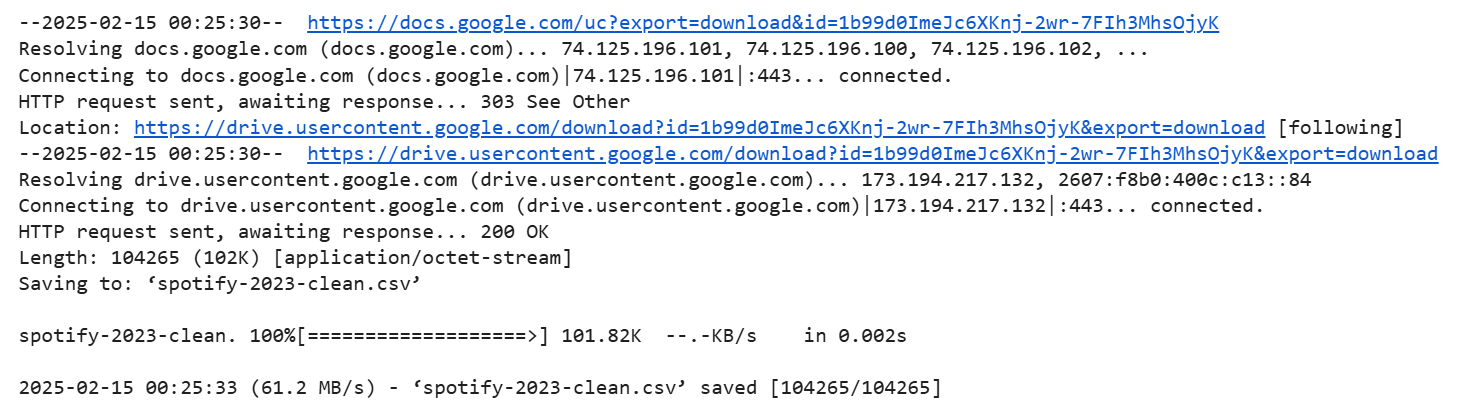 --2025-02-15 00:25:30--  https://docs.google.com/uc?export=download&id=1b99d0ImeJc6XKnj-2wr-7FIh3MhsOjyK
Resolving docs.google.com (docs.google.com)... 74.125.196.101, 74.125.196.100, 74.125.196.102, ...
Connecting to docs.google.com (docs.google.com)|74.125.196.101|:443... connected.
HTTP request sent, awaiting response... 303 See Other
Location: https://drive.usercontent.google.com/download?id=1b99d0ImeJc6XKnj-2wr-7FIh3MhsOjyK&export=download [following]
--2025-02-15 00:25:30--  https://drive.usercontent.google.com/download?id=1b99d0ImeJc6XKnj-2wr-7FIh3MhsOjyK&export=download
Resolving drive.usercontent.google.com (drive.usercontent.google.com)... 173.194.217.132, 2607:f8b0:400c:c13::84
Connecting to drive.usercontent.google.com (drive.usercontent.google.com)|173.194.217.132|:443... connected.
HTTP request sent, awaiting response... 200 OK
Length: 104265 (102K) [application/octet-stream]
Saving to: ‘spotify-2023-clean.csv’
spotify-2023-clean. 100%[===================>] 101.82K  --.-KB/s    in 0.002s
2025-02-15 00:25:33 (61.2 MB/s) - ‘spotify-2023-clean.csv’ saved [104265/104265]